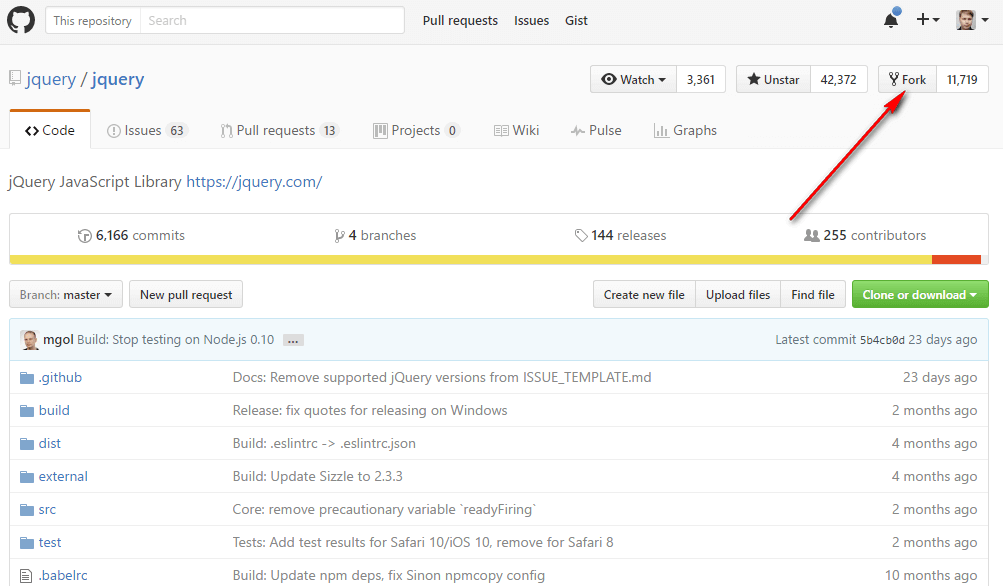 This repository Search Pull requests Issues Gist
jquery / jquery Watch 3,361 Unstar 42,372 Fork 11,719
Code Issues 63 Pull requests 13 Projects 0 Wiki Pulse Graphs
jQuery JavaScript Library https://jquery.com/
6,166 commits 4 branches 144 releases 255 contributors
Branch: master New pull request Create new file Upload files Find file Clone or download
mgol Build: Stop testing on Node.js 0.10 ... Latest commit 5b4cb0d 23 days ago
.github Docs: Remove supported jQuery versions from ISSUE_TEMPLATE.md 23 days ago
build Release: fix quotes for releasing on Windows 2 months ago
dist Build: .eslintrc -> .eslintrc.json 4 months ago
external Build: Update Sizzle to 2.3.3 4 months ago
src Core: remove precautionary variable `readyFiring` 2 months ago
test Tests: Add test results for Safari 10/iOS 10, remove for Safari 8 2 months ago
.babelrc Build: Update npm deps, fix Sinon npmcopy config 10 months ago